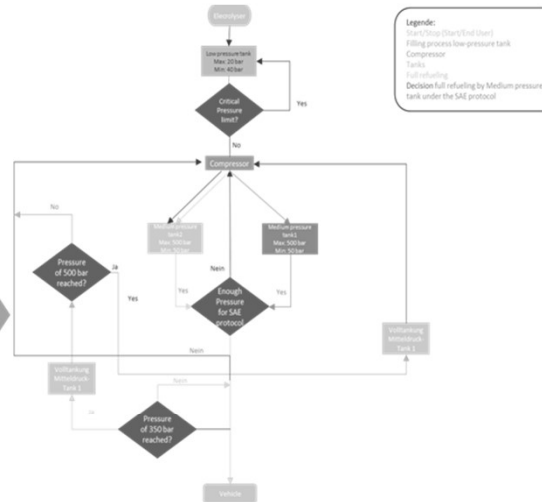 Electrolyser
Low pressure tank
Max: 20 bar
Min: 40 bar
Critical
Pressure
limit?
Yes
No
Compressor
Medium pressure
tank2
Max: 500 bar
Min: 50 bar
Medium pressure
tank1
Max: 500 bar
Min: 50 bar
Nein
Yes
Yes
Enough
Pressure
for SAE
protocol
No
Pressure
of 500 bar
reached?
Ja
Yes
Nein
Volltankung
Mitteldruck-
Tank 1
Volltankung
Mitteldruck-
Tank 1
Nein
Pressure
of 350 bar
reached?
Vehicle
Legende:
Start/Stop (Start/End User)
Filling process low-pressure tank
Compressor
Tanks
Full refueling
Decision full refueling by Medium pressure
tank under the SAE protocol